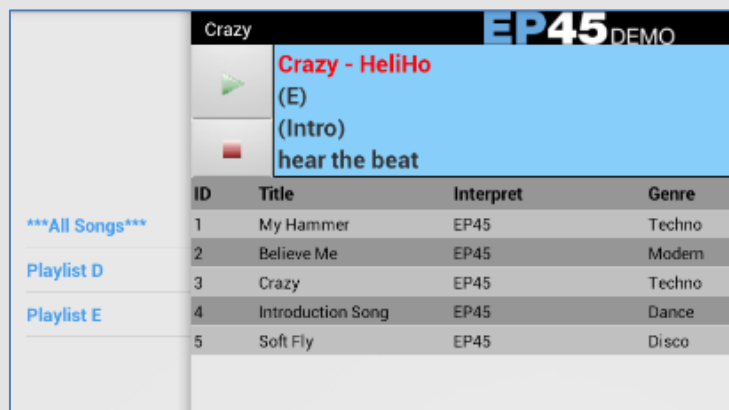 Crazy EP45 DEMO
Crazy - HeliHo
(E)
(Intro)
hear the beat
ID Title Interpret Genre
1 My Hammer EP45 Techno
2 Believe Me EP45 Modern
3 Crazy EP45 Techno
4 Introduction Song EP45 Dance
5 Soft Fly EP45 Disco
***All Songs***
Playlist D
Playlist E